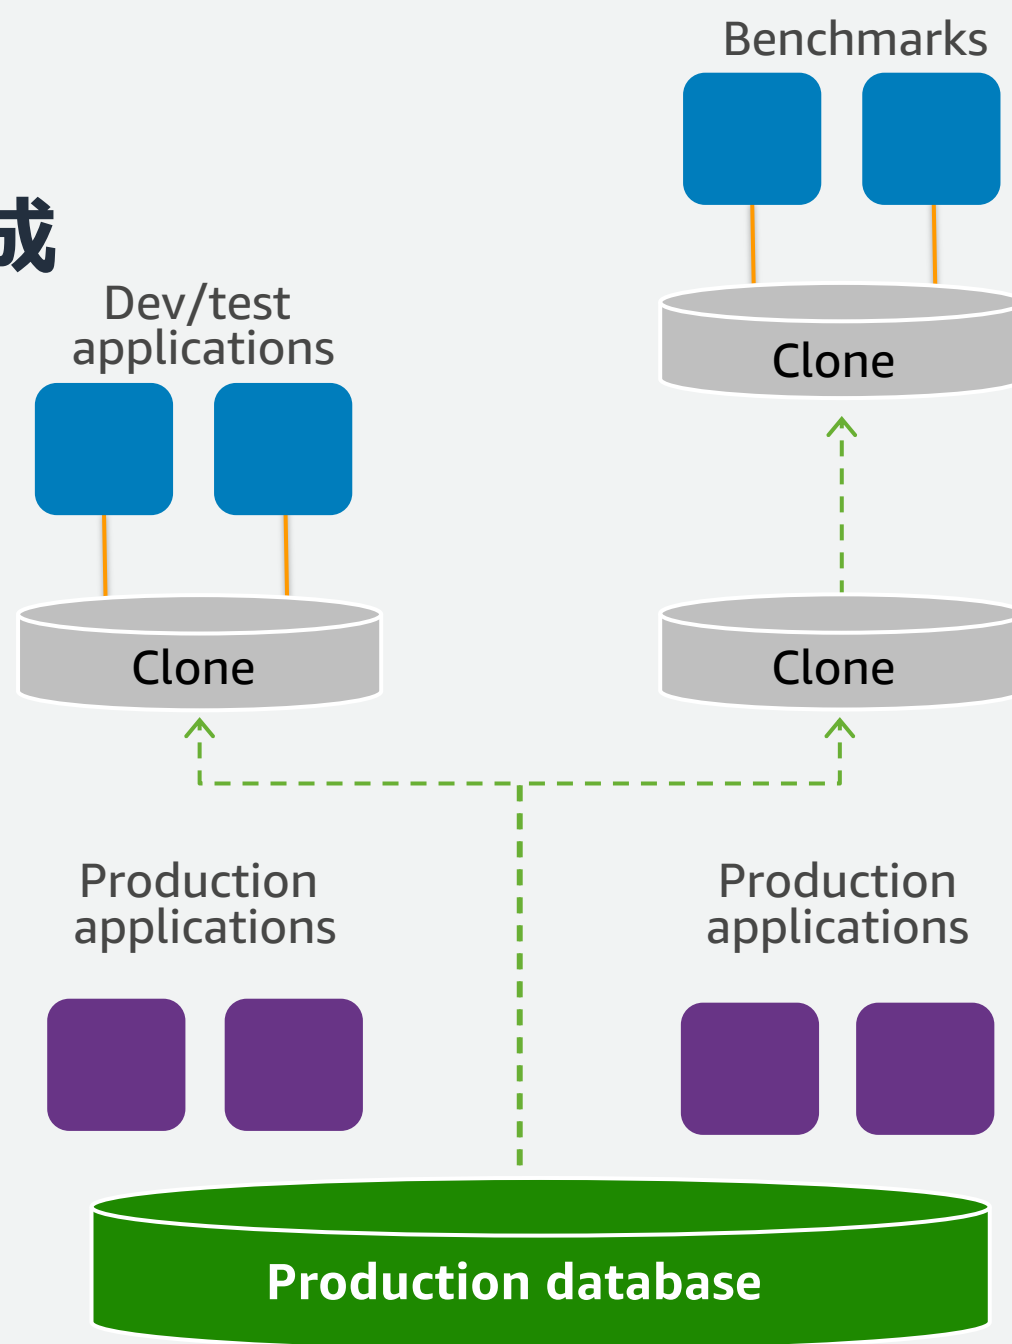 Benchmarks
成
Dev/test
applications
Clone
Clone
Clone
Production
applications
Production
applications
Production database